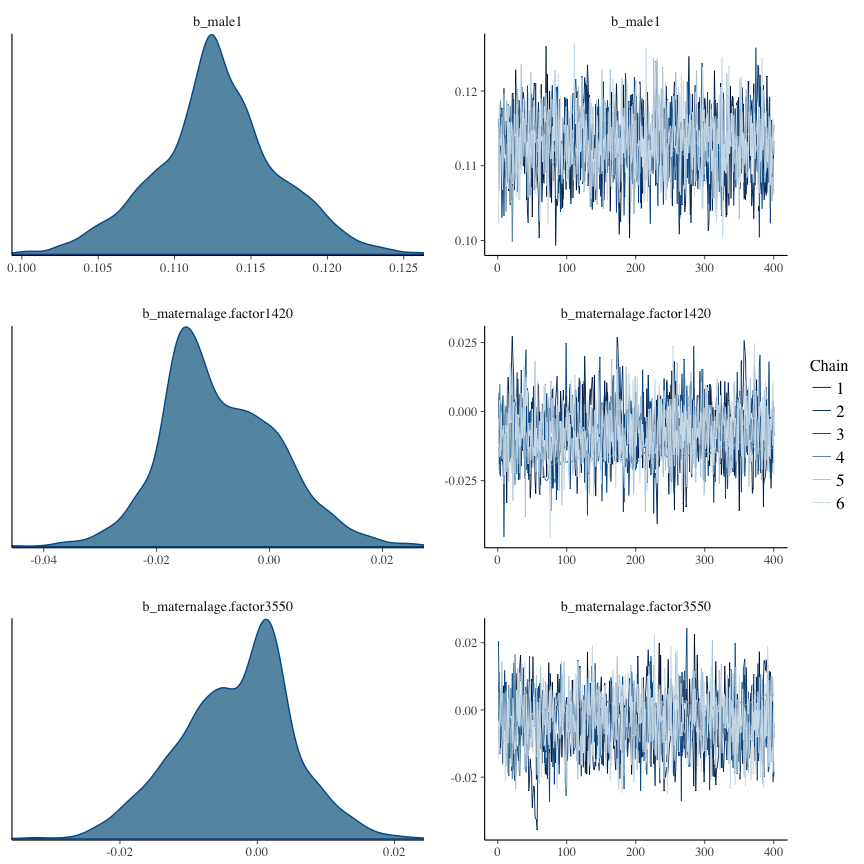 b_male1
0.100 0.105 0.110 0.115 0.120 0.125
b_male1
0.12
0.11
0.10
0 100 200 300 400
b_maternalage.factor1420
-0.04 -0.02 0.00 0.02
b_maternalage.factor1420
0.025
0.000
-0.025
0 100 200 300 400
b_maternalage.factor3550
-0.02 0.00 0.02
b_maternalage.factor3550
0.02
0.00
-0.02
0 100 200 300 400
Chain
1
2
3
4
5
6